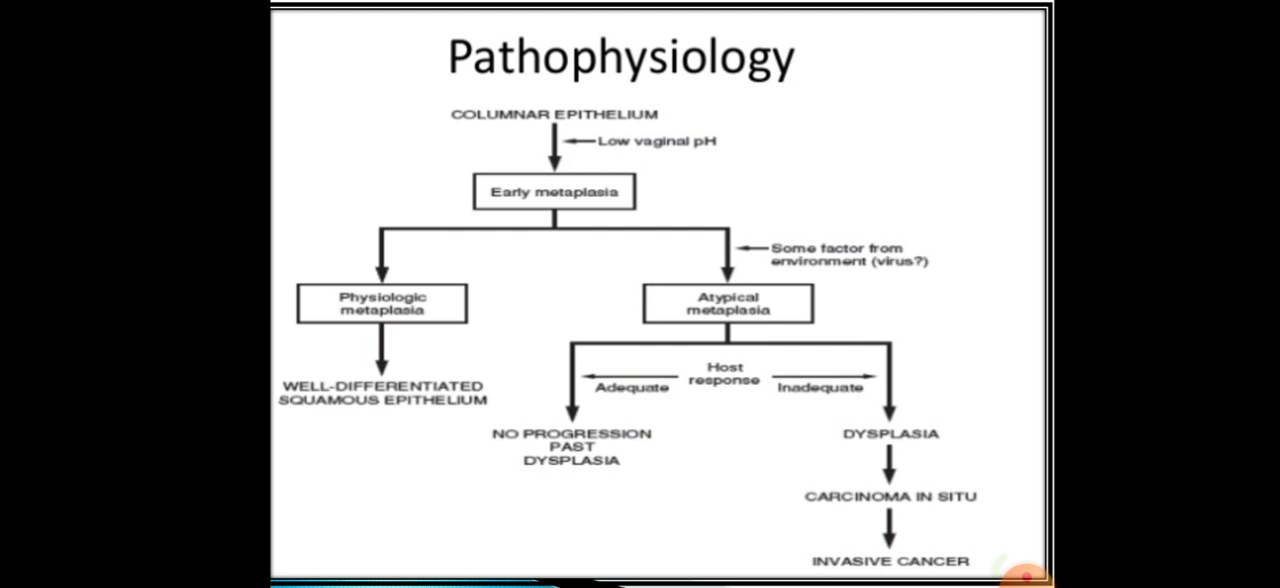 Pathophysiology
COLUMNAR EPITHELIUM
Low vaginal pH
Early metaplasia
Some factor from
environment (virus?)
Physiologic
metaplasia
Atypical
metaplasia
WELL-DIFFERENTIATED
SQUAMOUS EPITHELIUM
Host
response
Adequate
Inadequate
NO PROGRESSION
PAST
DYSPLASIA
DYSPLASIA
CARCINOMA IN SITU
INVASIVE CANCER